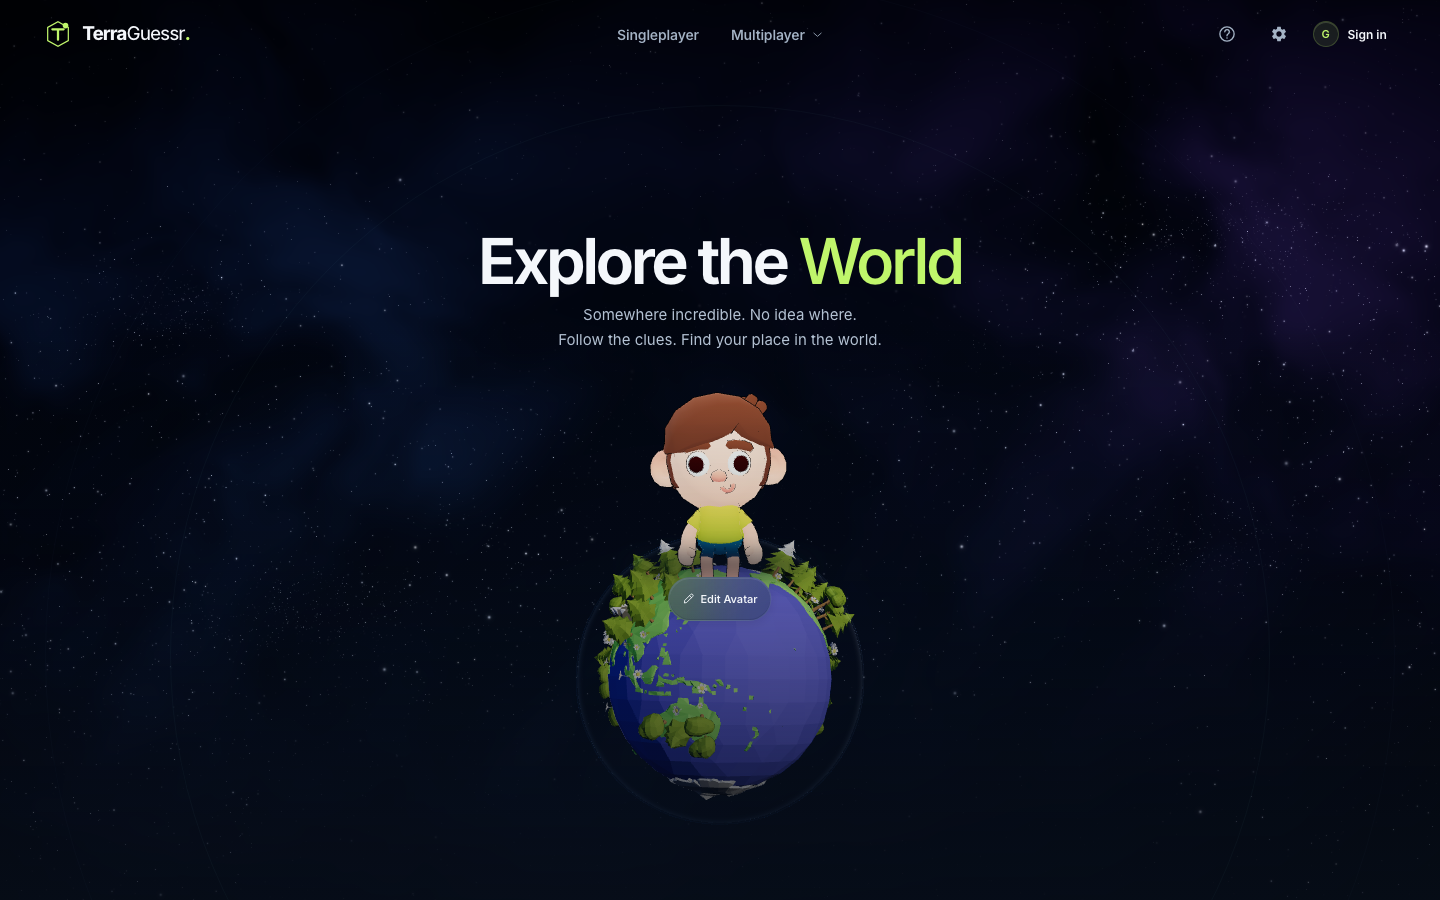 TerraGuessr.
Singleplayer
Multiplayer
G
Sign in
Explore the World
Somewhere incredible. No idea where.
Follow the clues. Find your place in the world.
Edit Avatar